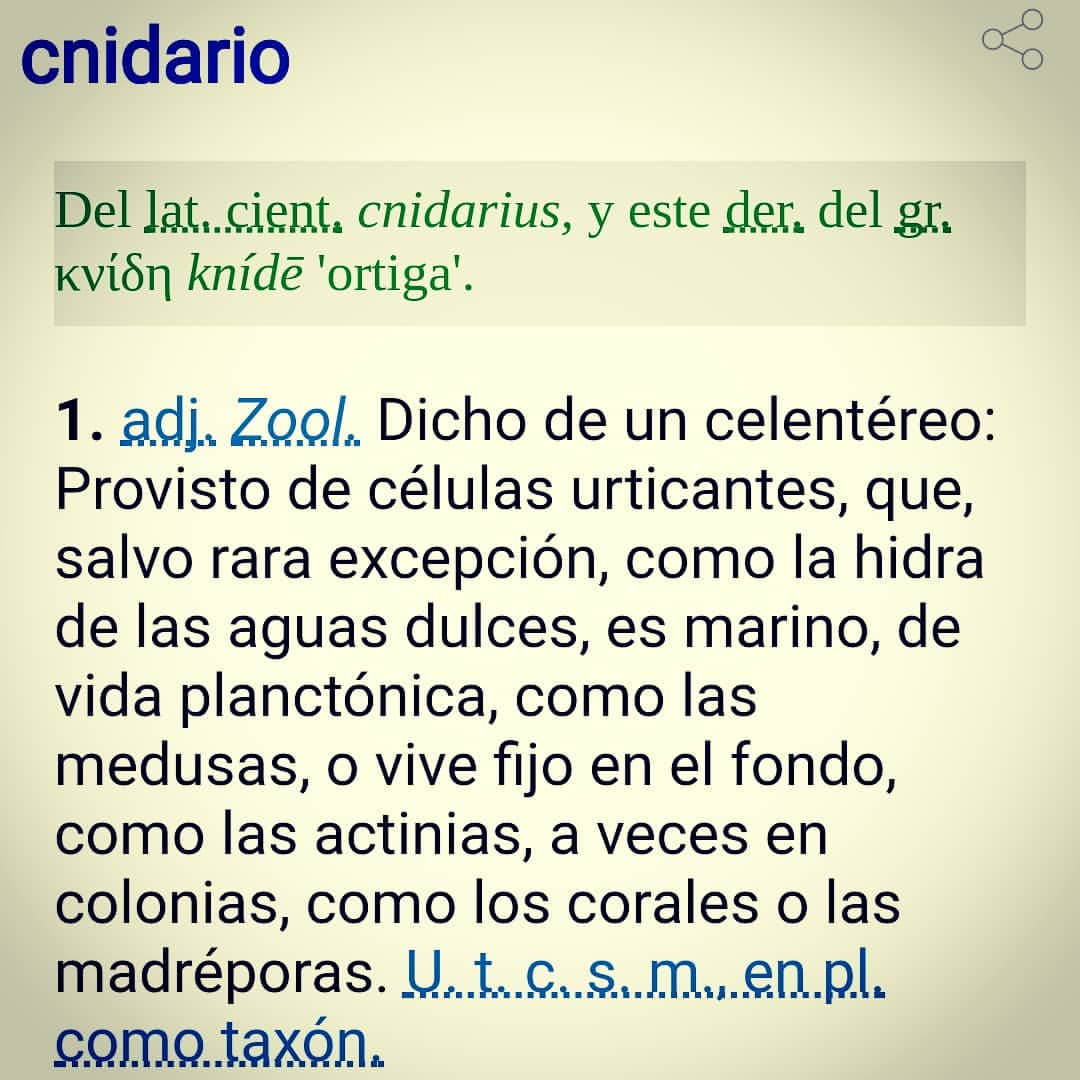 cnidario
Del lat. cient. cnidarius, y este der. del gr.
κνίδη knídē 'ortiga'.
1. adj. Zool. Dicho de un celentéreo:
Provisto de células urticantes, que,
salvo rara excepción, como la hidra
de las aguas dulces, es marino, de
vida planctónica, como las
medusas, o vive fijo en el fondo,
como las actinias, a veces en
colonias, como los corales o las
madréporas. U. t. c. s. m., en pl.
como taxón.